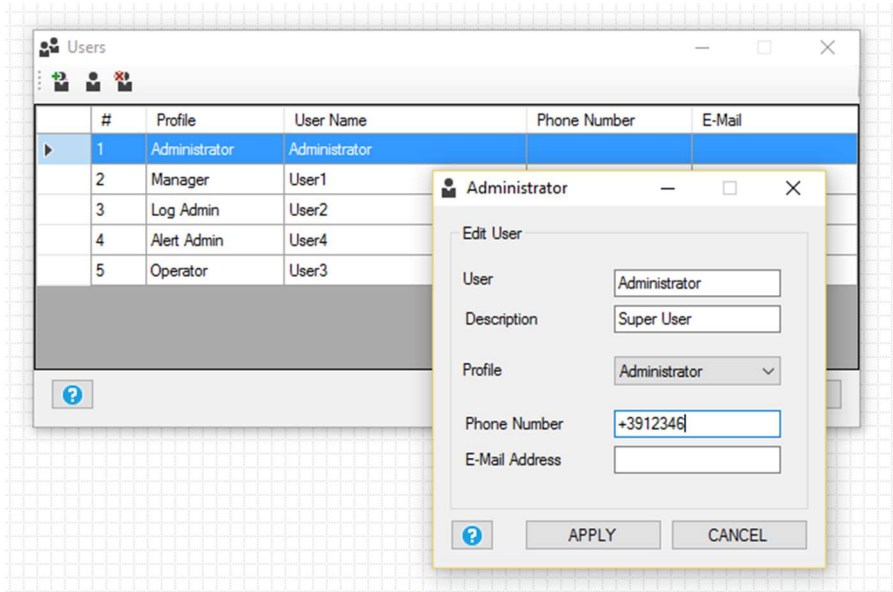 Users
# Profile User Name Phone Number E-Mail
1 Administrator Administrator
2 Manager User1
3 Log Admin User2
4 Alert Admin User4
5 Operator User3
Administrator
Edit User
User Administrator
Description Super User
Profile Administrator
Phone Number +3912346
E-Mail Address
APPLY CANCEL